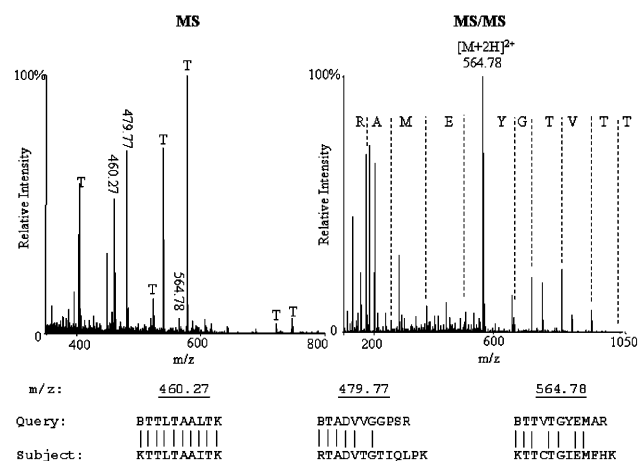 MS
MS/MS
[M+2H]2+
564.78
100%
T
479.77
460.27
T
T
564.78
T
T
T
Relative Intensity
0
400
600
800
m/z
100%
R A M E Y G T V T T
Relative Intensity
0
200
600
1050
m/z
m/z: 460.27 479.77 564.78
Query: BTTLTAALTK BTADVVGGPSR BTTVTGYEMAR
Subject: KTTLTAAITK RTADVTGTIQLPK KTTCTGIEMFHK